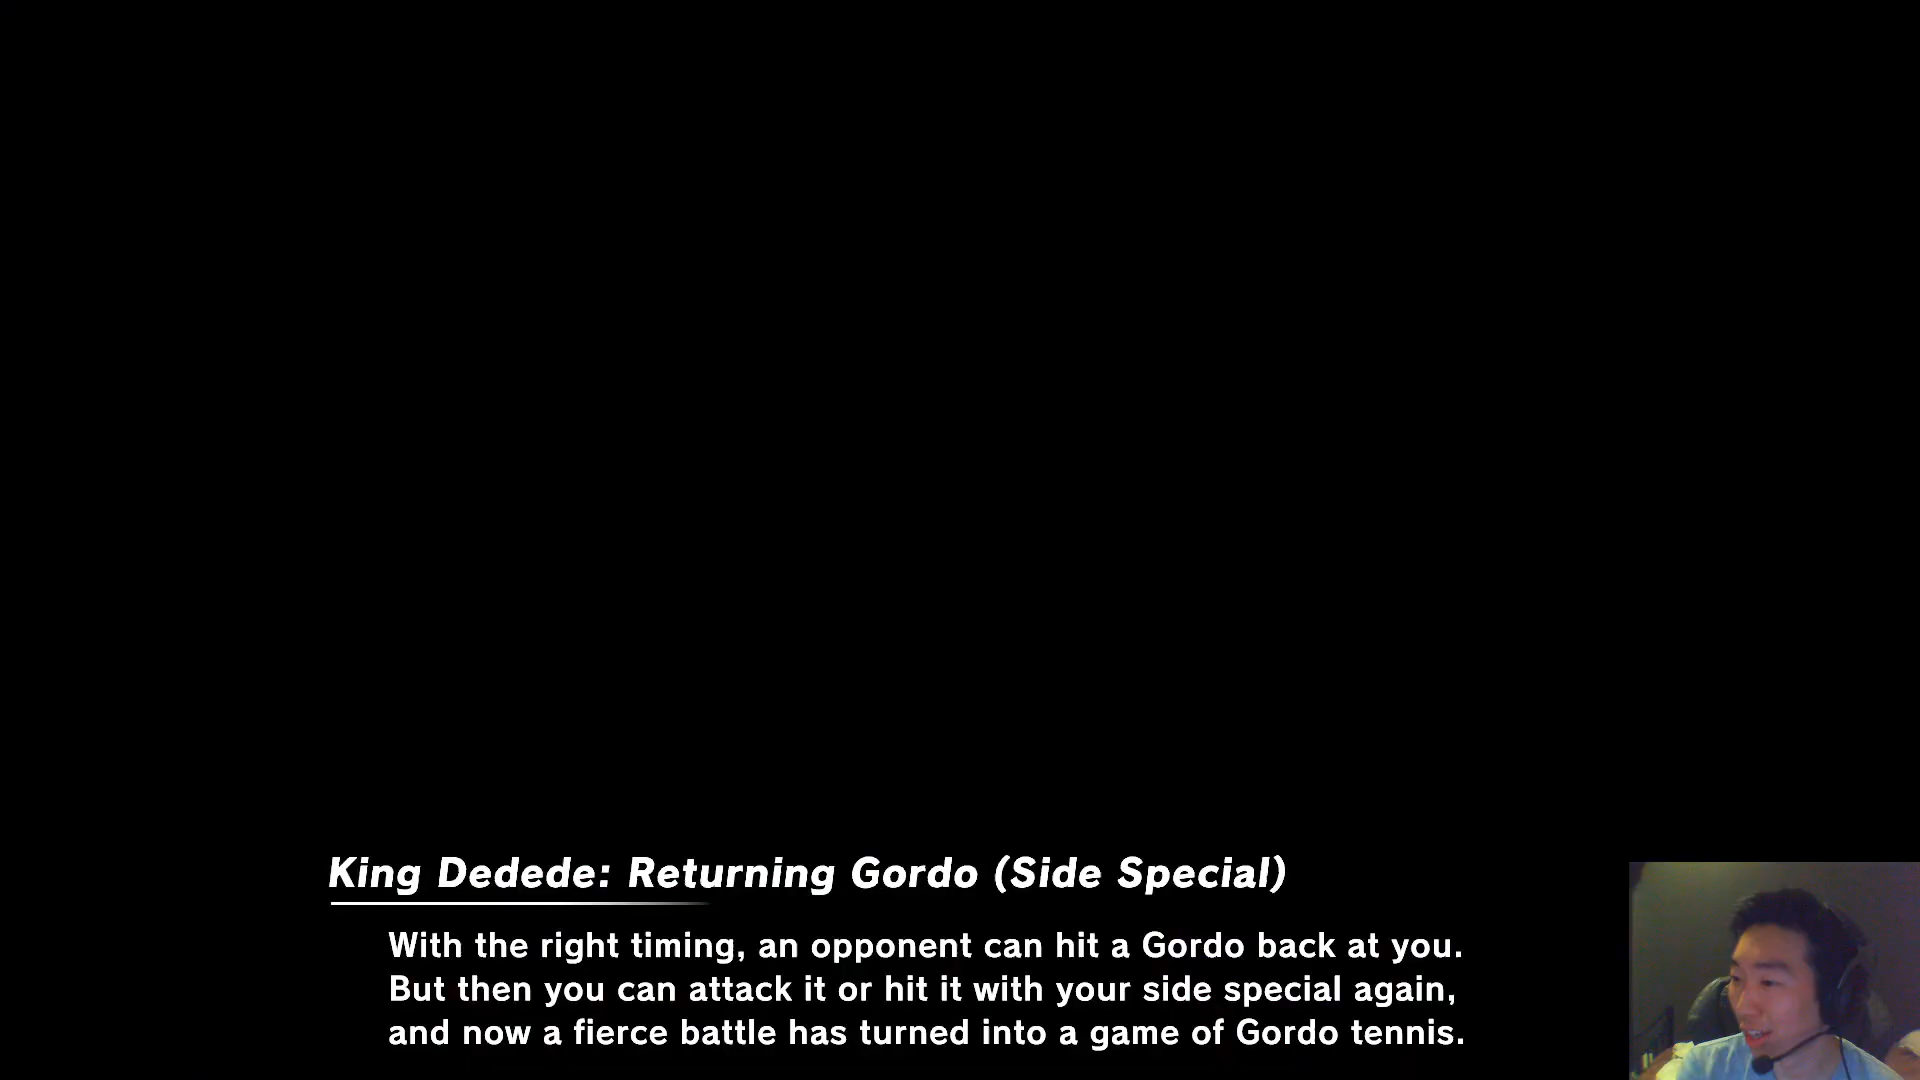 King Dedede: Returning Gordo (Side Special)
With the right timing, an opponent can hit a Gordo back at you.
But then you can attack it or hit it with your side special again,
and now a fierce battle has turned into a game of Gordo tennis.